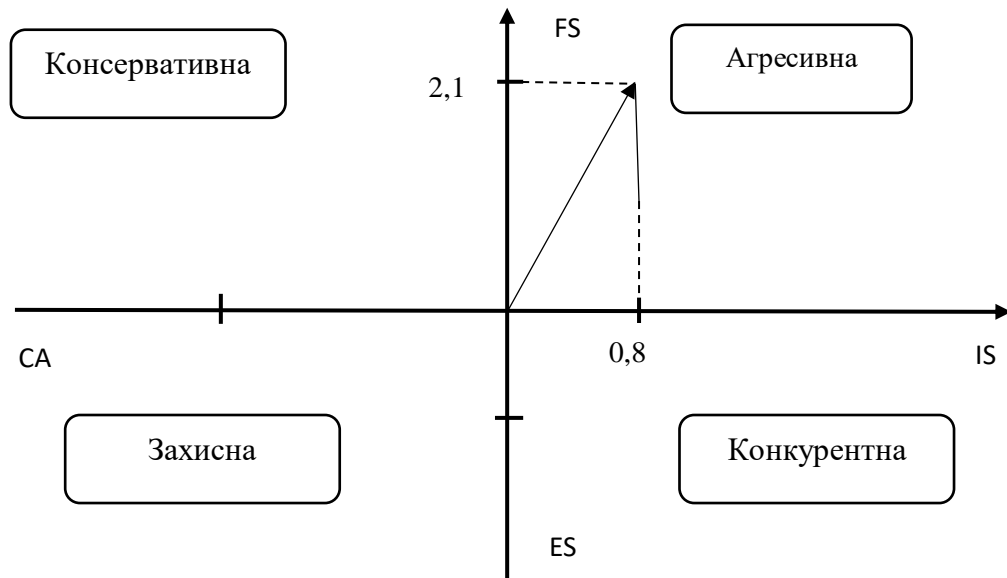 FS
Консервативна
Агресивна
2,1
0,8
CA
IS
Захисна
Конкурентна
ES